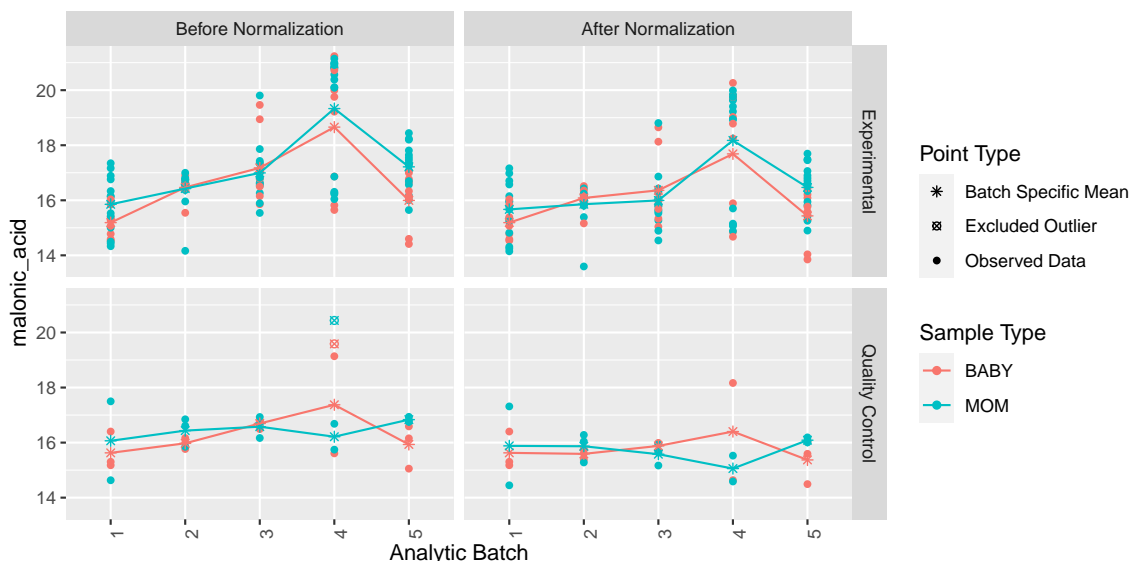 Before Normalization
After Normalization
malonic_acid
20
18
16
14
Experimental
20
18
16
14
Quality Control
1
2
3
4
5
1
2
3
4
5
Analytic Batch
Point Type
Batch Specific Mean
Excluded Outlier
Observed Data
Sample Type
BABY
MOM